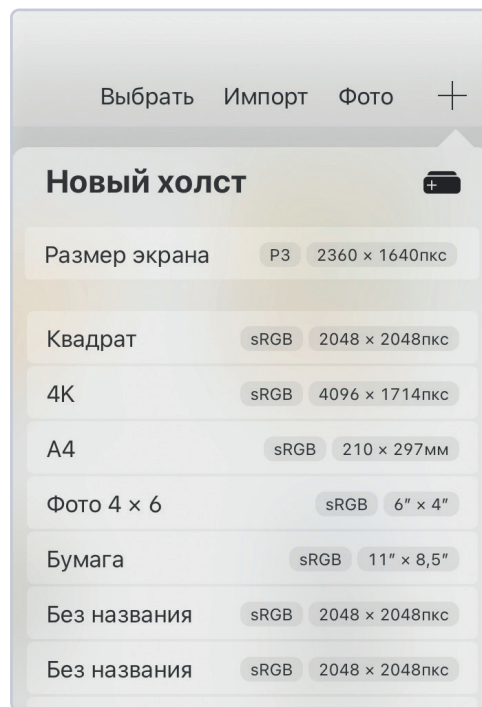 Выбрать Импорт Фото
Новый холст
Размер экрана P3 2360 × 1640пкс
Квадрат sRGB 2048 × 2048пкс
4K sRGB 4096 × 1714пкс
A4 sRGB 210 × 297мм
Фото 4 × 6 sRGB 6″ × 4″
Бумага sRGB 11″ × 8,5″
Без названия sRGB 2048 × 2048пкс
Без названия sRGB 2048 × 2048пкс